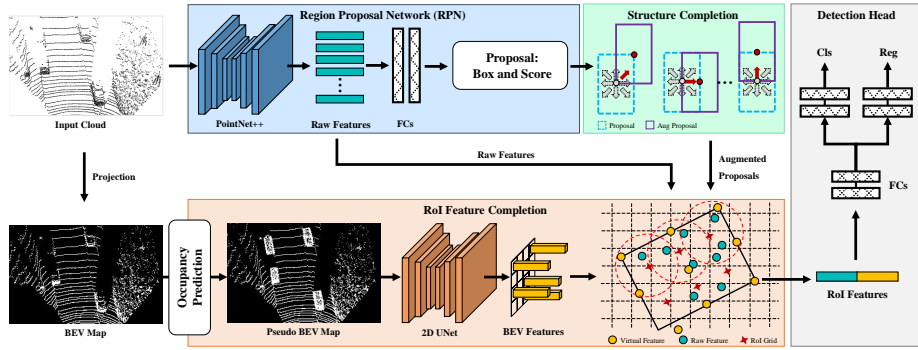 Region Proposal Network (RPN)
Structure Completion
Detection Head
Cls
Reg
Proposal:
Box and Score
Input Cloud
PointNet++
Raw Features
FCs
Proposal
Aug Proposal
Projection
Raw Features
Augmented
Proposals
FCs
RoI Feature Completion
Occupancy
Prediction
BEV Map
Pseudo BEV Map
2D UNet
BEV Features
Virtual Feature
Raw Feature
RoI Grid
RoI Features